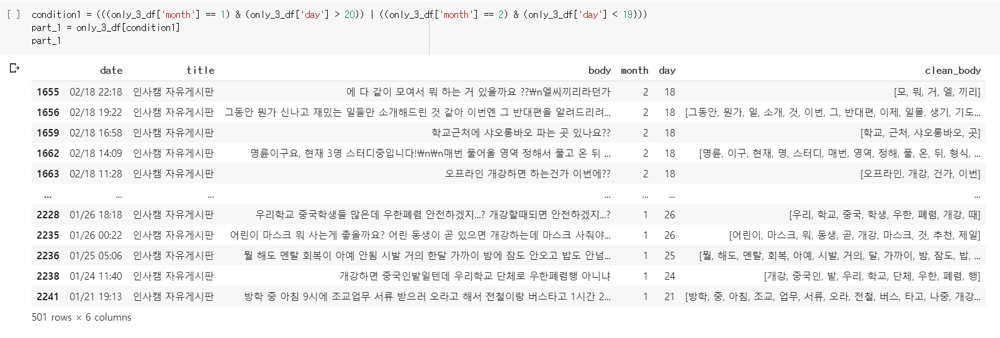 [ ] condition1 = (((only_3_df['month'] == 1) & (only_3_df['day'] > 20)) | ((only_3_df['month'] == 2) & (only_3_df['day'] < 19)))
part_1 = only_3_df[condition1]
part_1
date title body month day clean_body
1655 02/18 22:18 인사캠 자유게시판 에 다 같이 모여서 뭐 하는 거 있을까요 ??₩n엘씨끼리라던가 2 18 [모, 뭐, 거, 엘, 끼리]
1656 02/18 19:22 인사캠 자유게시판 그동안 뭔가 신나고 재밌는 일들만 소개해드린 것 같아 이번엔 그 반대편을 알려드리려... 2 18 [그동안, 뭔가, 일, 소개, 것, 이번, 그, 반대편, 이제, 일몰, 생기, 기도...
1659 02/18 16:58 인사캠 자유게시판 학교근처에 샤오롱바오 파는 곳 있나요?? 2 18 [학교, 근처, 샤오롱바오, 곳]
1662 02/18 14:09 인사캠 자유게시판 명륜이구요, 현재 3명 스터디중입니다!₩n₩n매번 풀어올 영역 정해서 풀고 온 뒤 ... 2 18 [명륜, 이구, 현재, 명, 스터디, 매번, 영역, 정해, 풀, 온, 뒤, 형식, ...
1663 02/18 11:28 인사캠 자유게시판 오프라인 개강하면 하는건가 이번에?? 2 18 [오프라인, 개강, 건가, 이번]
... ... ... ... ... ... ...
2228 01/26 18:18 인사캠 자유게시판 우리학교 중국학생들 많은데 우한폐렴 안전하겠지...? 개강할때되면 안전하겠지...? 1 26 [우리, 학교, 중국, 학생, 우한, 폐렴, 개강, 때]
2235 01/26 00:22 인사캠 자유게시판 어린이 마스크 뭐 사는게 좋을까요? 어린 동생이 곧 있으면 개강하는데 마스크 사줘야... 1 26 [어린이, 마스크, 뭐, 동생, 곧, 개강, 마스크, 것, 추천, 제일]
2236 01/25 05:06 인사캠 자유게시판 뭘 해도 멘탈 회복이 아예 안됨 시발 거의 한달 가까이 밤에 잠도 안오고 밥도 안넘... 1 25 [뭘, 해도, 멘탈, 회복, 아예, 시발, 거의, 달, 가까이, 밤, 잠도, 밥, ...
2238 01/24 11:40 인사캠 자유게시판 개강하면 중국인밭일텐데 우리학교 단체로 우한폐렴행 아니냐 1 24 [개강, 중국인, 밭, 우리, 학교, 단체, 우한, 폐렴, 행]
2241 01/21 19:13 인사캠 자유게시판 방학 중 아침 9시에 조교업무 서류 받으러 오라고 해서 전철이랑 버스타고 1시간 2... 1 21 [방학, 중, 아침, 조교, 업무, 서류, 오라, 전철, 버스, 타고, 나중, 개강...
501 rows × 6 columns